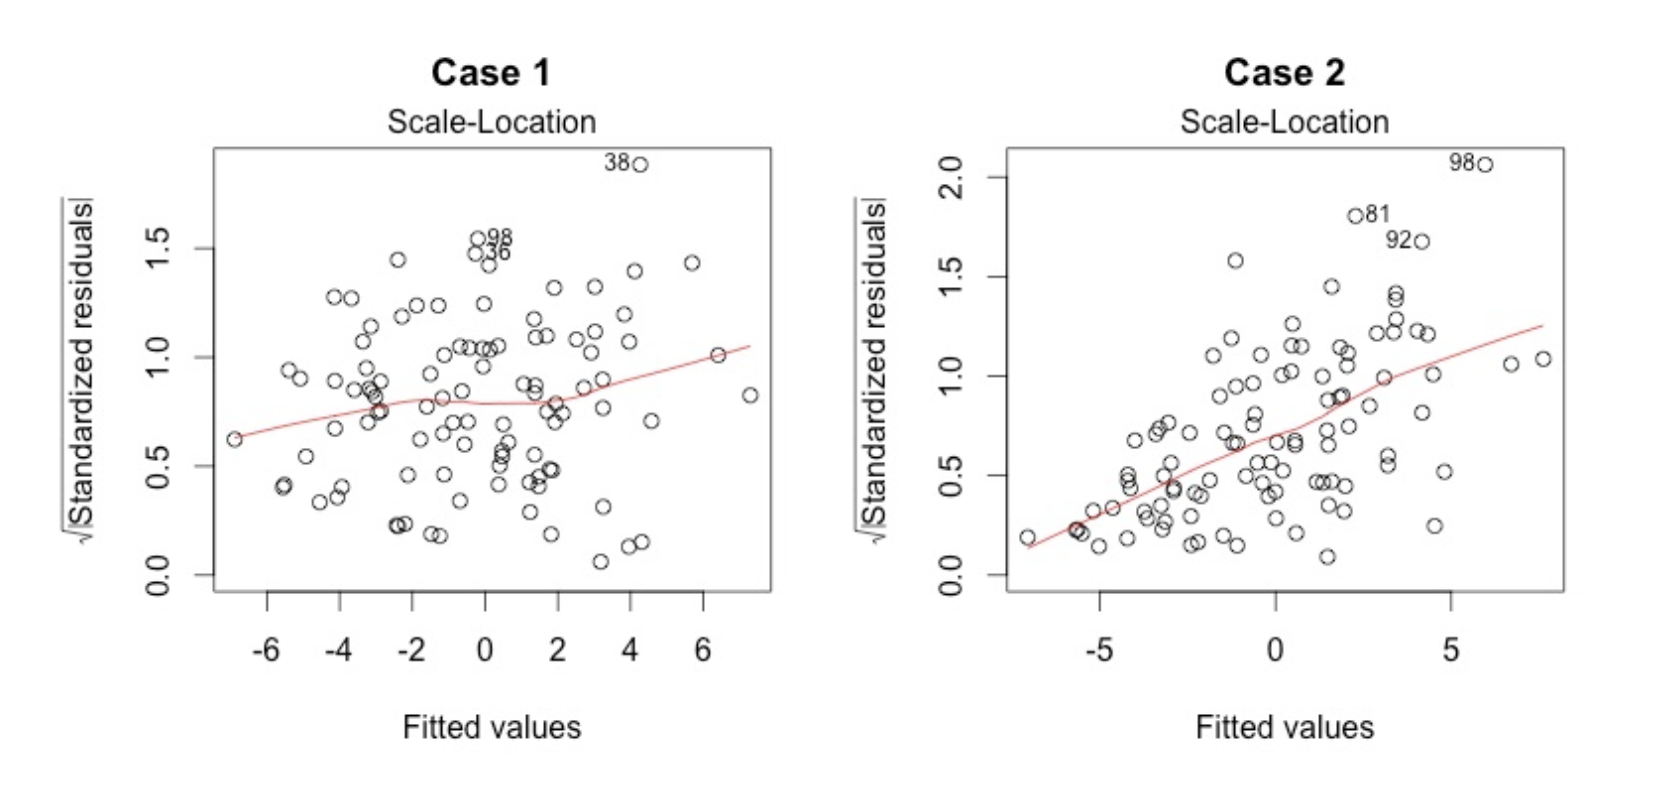 Case 1
Scale-Location
√|Standardized residuals|
0.0 0.5 1.0 1.5
38
98
36
-6 -4 -2 0 2 4 6
Fitted values
Case 2
Scale-Location
√|Standardized residuals|
0.0 0.5 1.0 1.5 2.0
98
81
92
-5 0 5
Fitted values